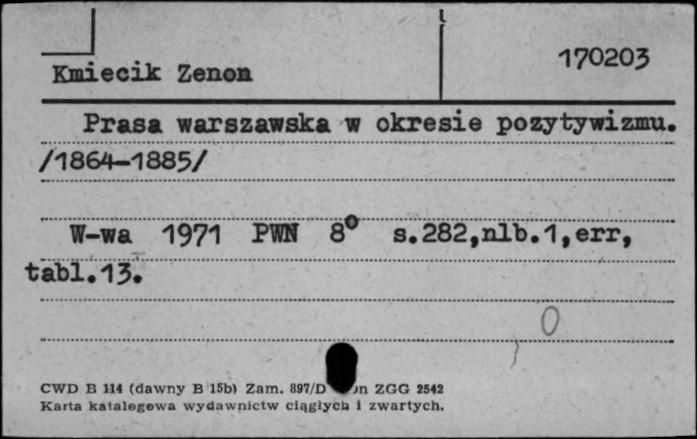 170203
Kmiecik Zenon
Prasa warszawska w okresie pozytywizmu.
/1864-1885/
W-wa 1971 PWN 8° s.282,nlb.1,err,
tabl.13.
0
CWD B 114 (dawny B 15b) Zam. 897/D ZGG 2542
Karta katalogowa wydawnictw ciągłych i zwartych.